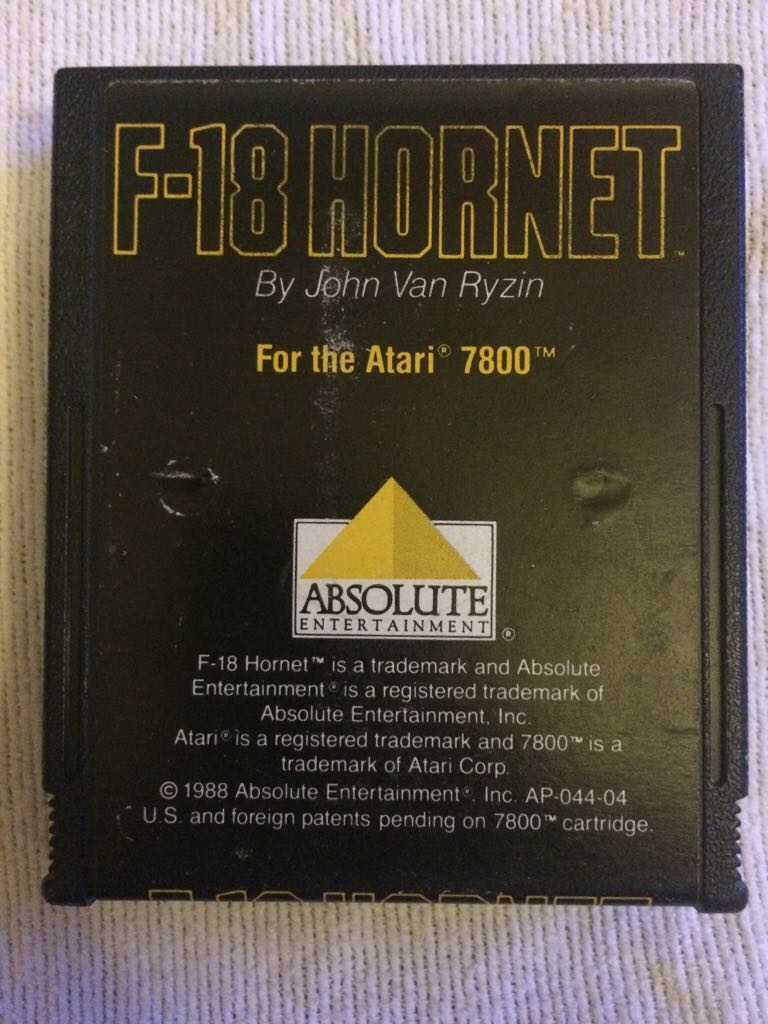 F-18 HORNET™
By John Van Ryzin
For the Atari® 7800™
ABSOLUTE
ENTERTAINMENT®
F-18 Hornet™ is a trademark and Absolute
Entertainment® is a registered trademark of
Absolute Entertainment, Inc.
Atari® is a registered trademark and 7800™ is a
trademark of Atari Corp.
© 1988 Absolute Entertainment®, Inc. AP-044-04
U.S. and foreign patents pending on 7800™ cartridge.
F-18 HORNET